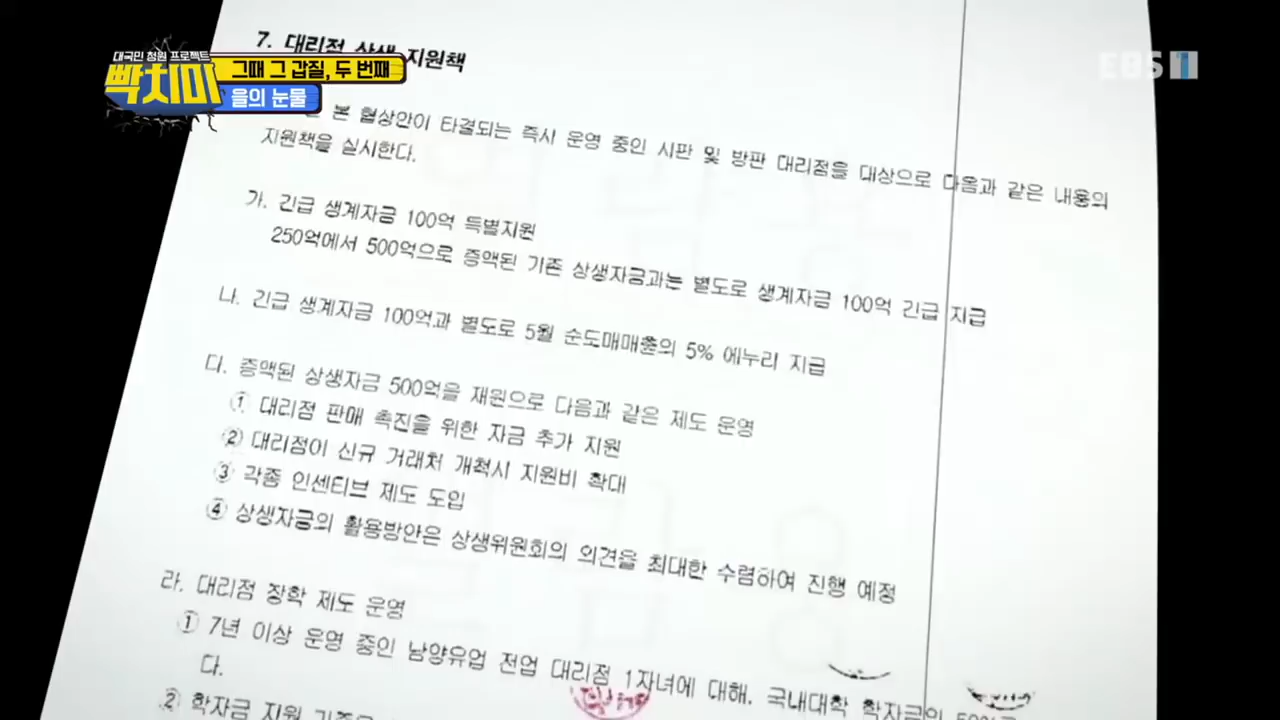 대국민 청원 프로젝트
빡치미
그때 그 갑질, 두 번째
을의 눈물
EBS1
7. 대리점 상생 지원책
본 협상안이 타결되는 즉시 운영 중인 시판 및 방판 대리점을 대상으로 다음과 같은 내용의
지원책을 실시한다.
가. 긴급 생계자금 100억 특별지원
250억에서 500억으로 증액된 기존 상생자금과는 별도로 생계자금 100억 긴급 지급
나. 긴급 생계자금 100억과 별도로 5월 순도매매출의 5% 에누리 지급
다. 증액된 상생자금 500억을 재원으로 다음과 같은 제도 운영
① 대리점 판매 촉진을 위한 자금 추가 지원
② 대리점이 신규 거래처 개척시 지원비 확대
③ 각종 인센티브 제도 도입
④ 상생자금의 활용방안은 상생위원회의 의견을 최대한 수렴하여 진행 예정
라. 대리점 장학 제도 운영
① 7년 이상 운영 중인 남양유업 전업 대리점 1자녀에 대해. 국내대학 학자금의 50%를
다.
② 학자금 지원